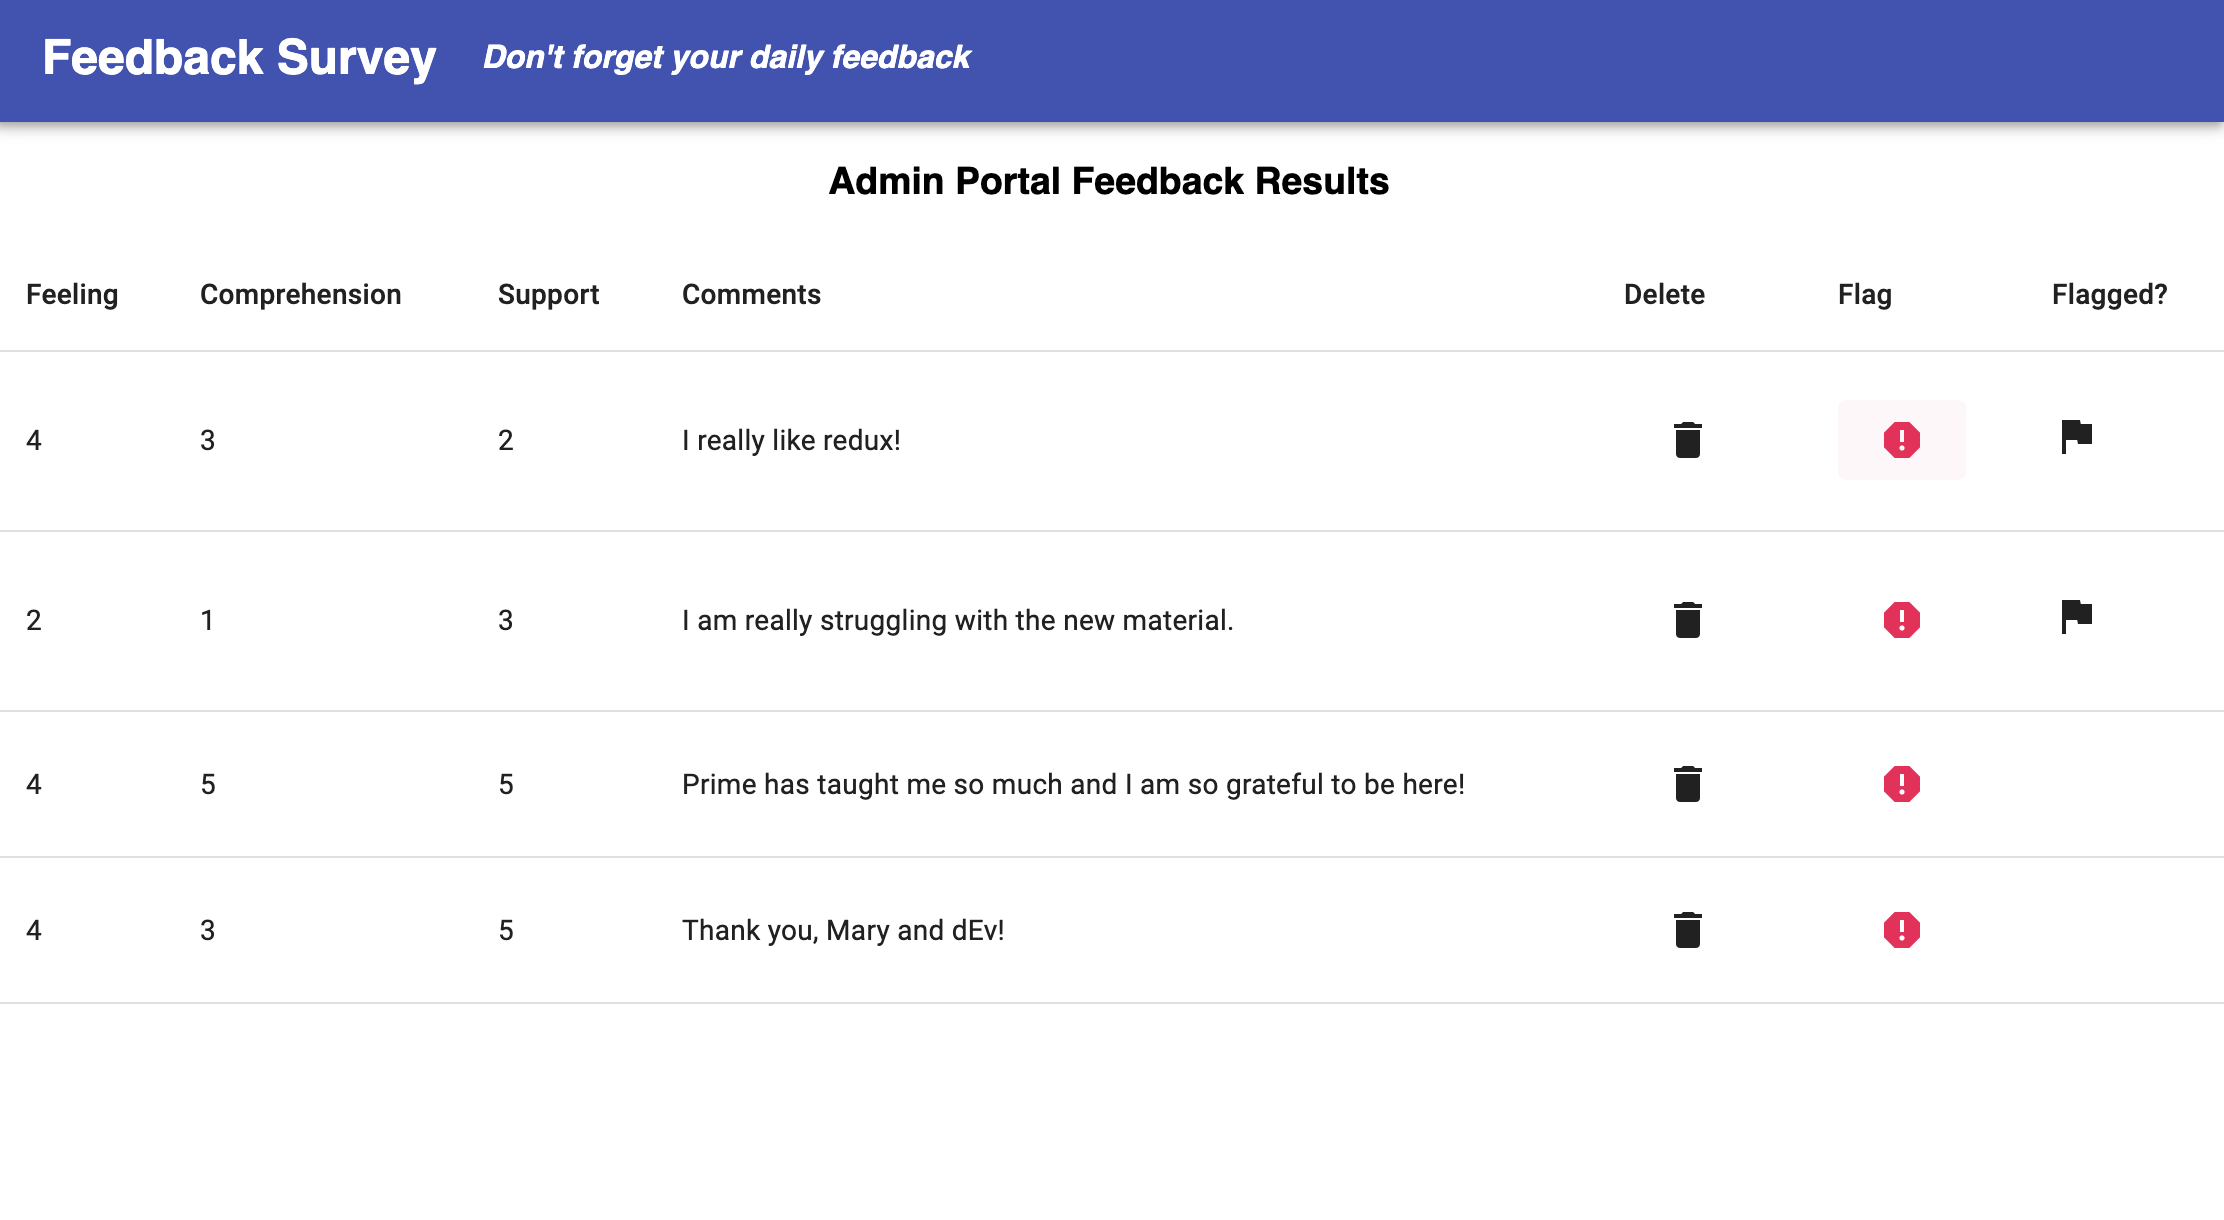 Feedback Survey Don't forget your daily feedback
Admin Portal Feedback Results
Feeling Comprehension Support Comments Delete Flag Flagged?
4 3 2 I really like redux!
2 1 3 I am really struggling with the new material.
4 5 5 Prime has taught me so much and I am so grateful to be here!
4 3 5 Thank you, Mary and dEv!